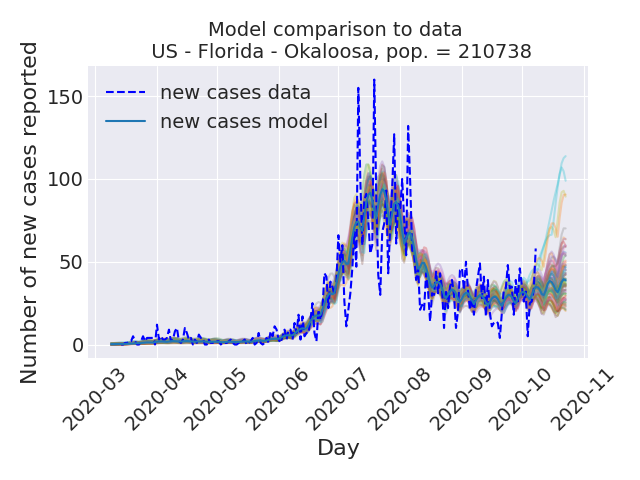 Model comparison to data
US - Florida - Okaloosa, pop. = 210738
Number of new cases reported
150
100
50
0
new cases data
new cases model
2020-03
2020-04
2020-05
2020-06
2020-07
2020-08
2020-09
2020-10
2020-11
Day